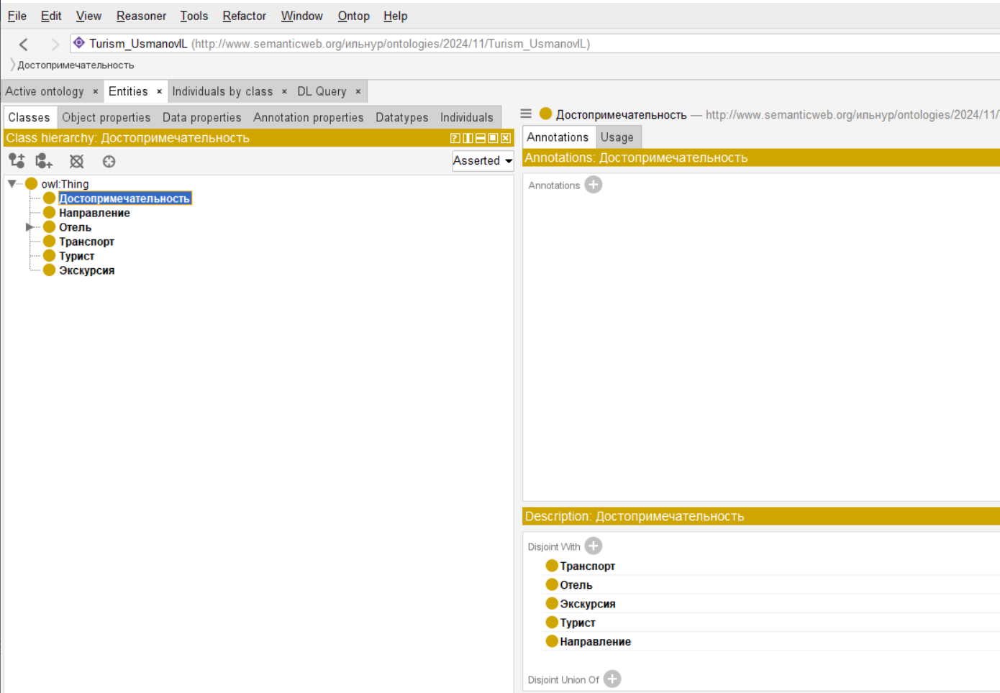 File Edit View Reasoner Tools Refactor Window Ontop Help
Turism_UsmanovIL (http://www.semanticweb.org/ильнур/ontologies/2024/11/Turism_UsmanovIL)
Достопримечательность
Active ontology × Entities × Individuals by class × DL Query ×
Classes Object properties Data properties Annotation properties Datatypes Individuals
Class hierarchy: Достопримечательность
Asserted
owl:Thing
Достопримечательность
Направление
Отель
Транспорт
Турист
Экскурсия
Достопримечательность — http://www.semanticweb.org/ильнур/ontologies/2024/11/
Annotations Usage
Annotations: Достопримечательность
Annotations
Description: Достопримечательность
Disjoint With
Транспорт
Отель
Экскурсия
Турист
Направление
Disjoint Union Of